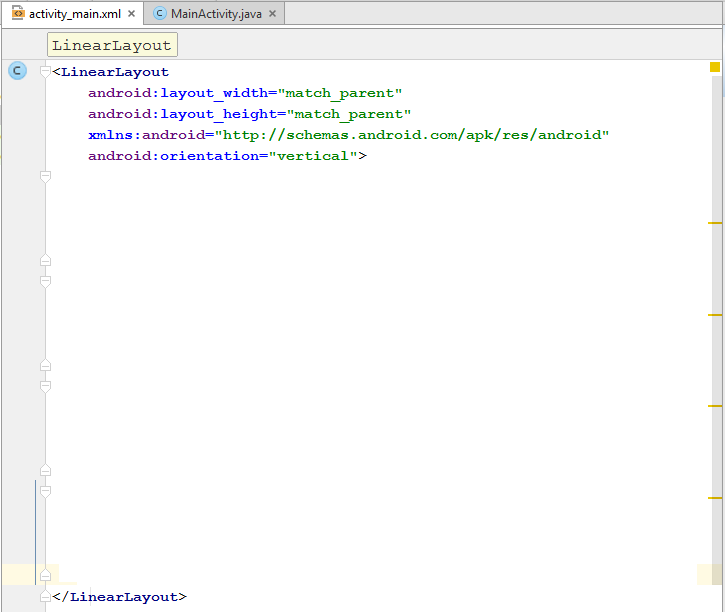 activity_main.xml
MainActivity.java
LinearLayout
<LinearLayout
android:layout_width="match_parent"
android:layout_height="match_parent"
xmlns:android="http://schemas.android.com/apk/res/android"
android:orientation="vertical">
</LinearLayout>